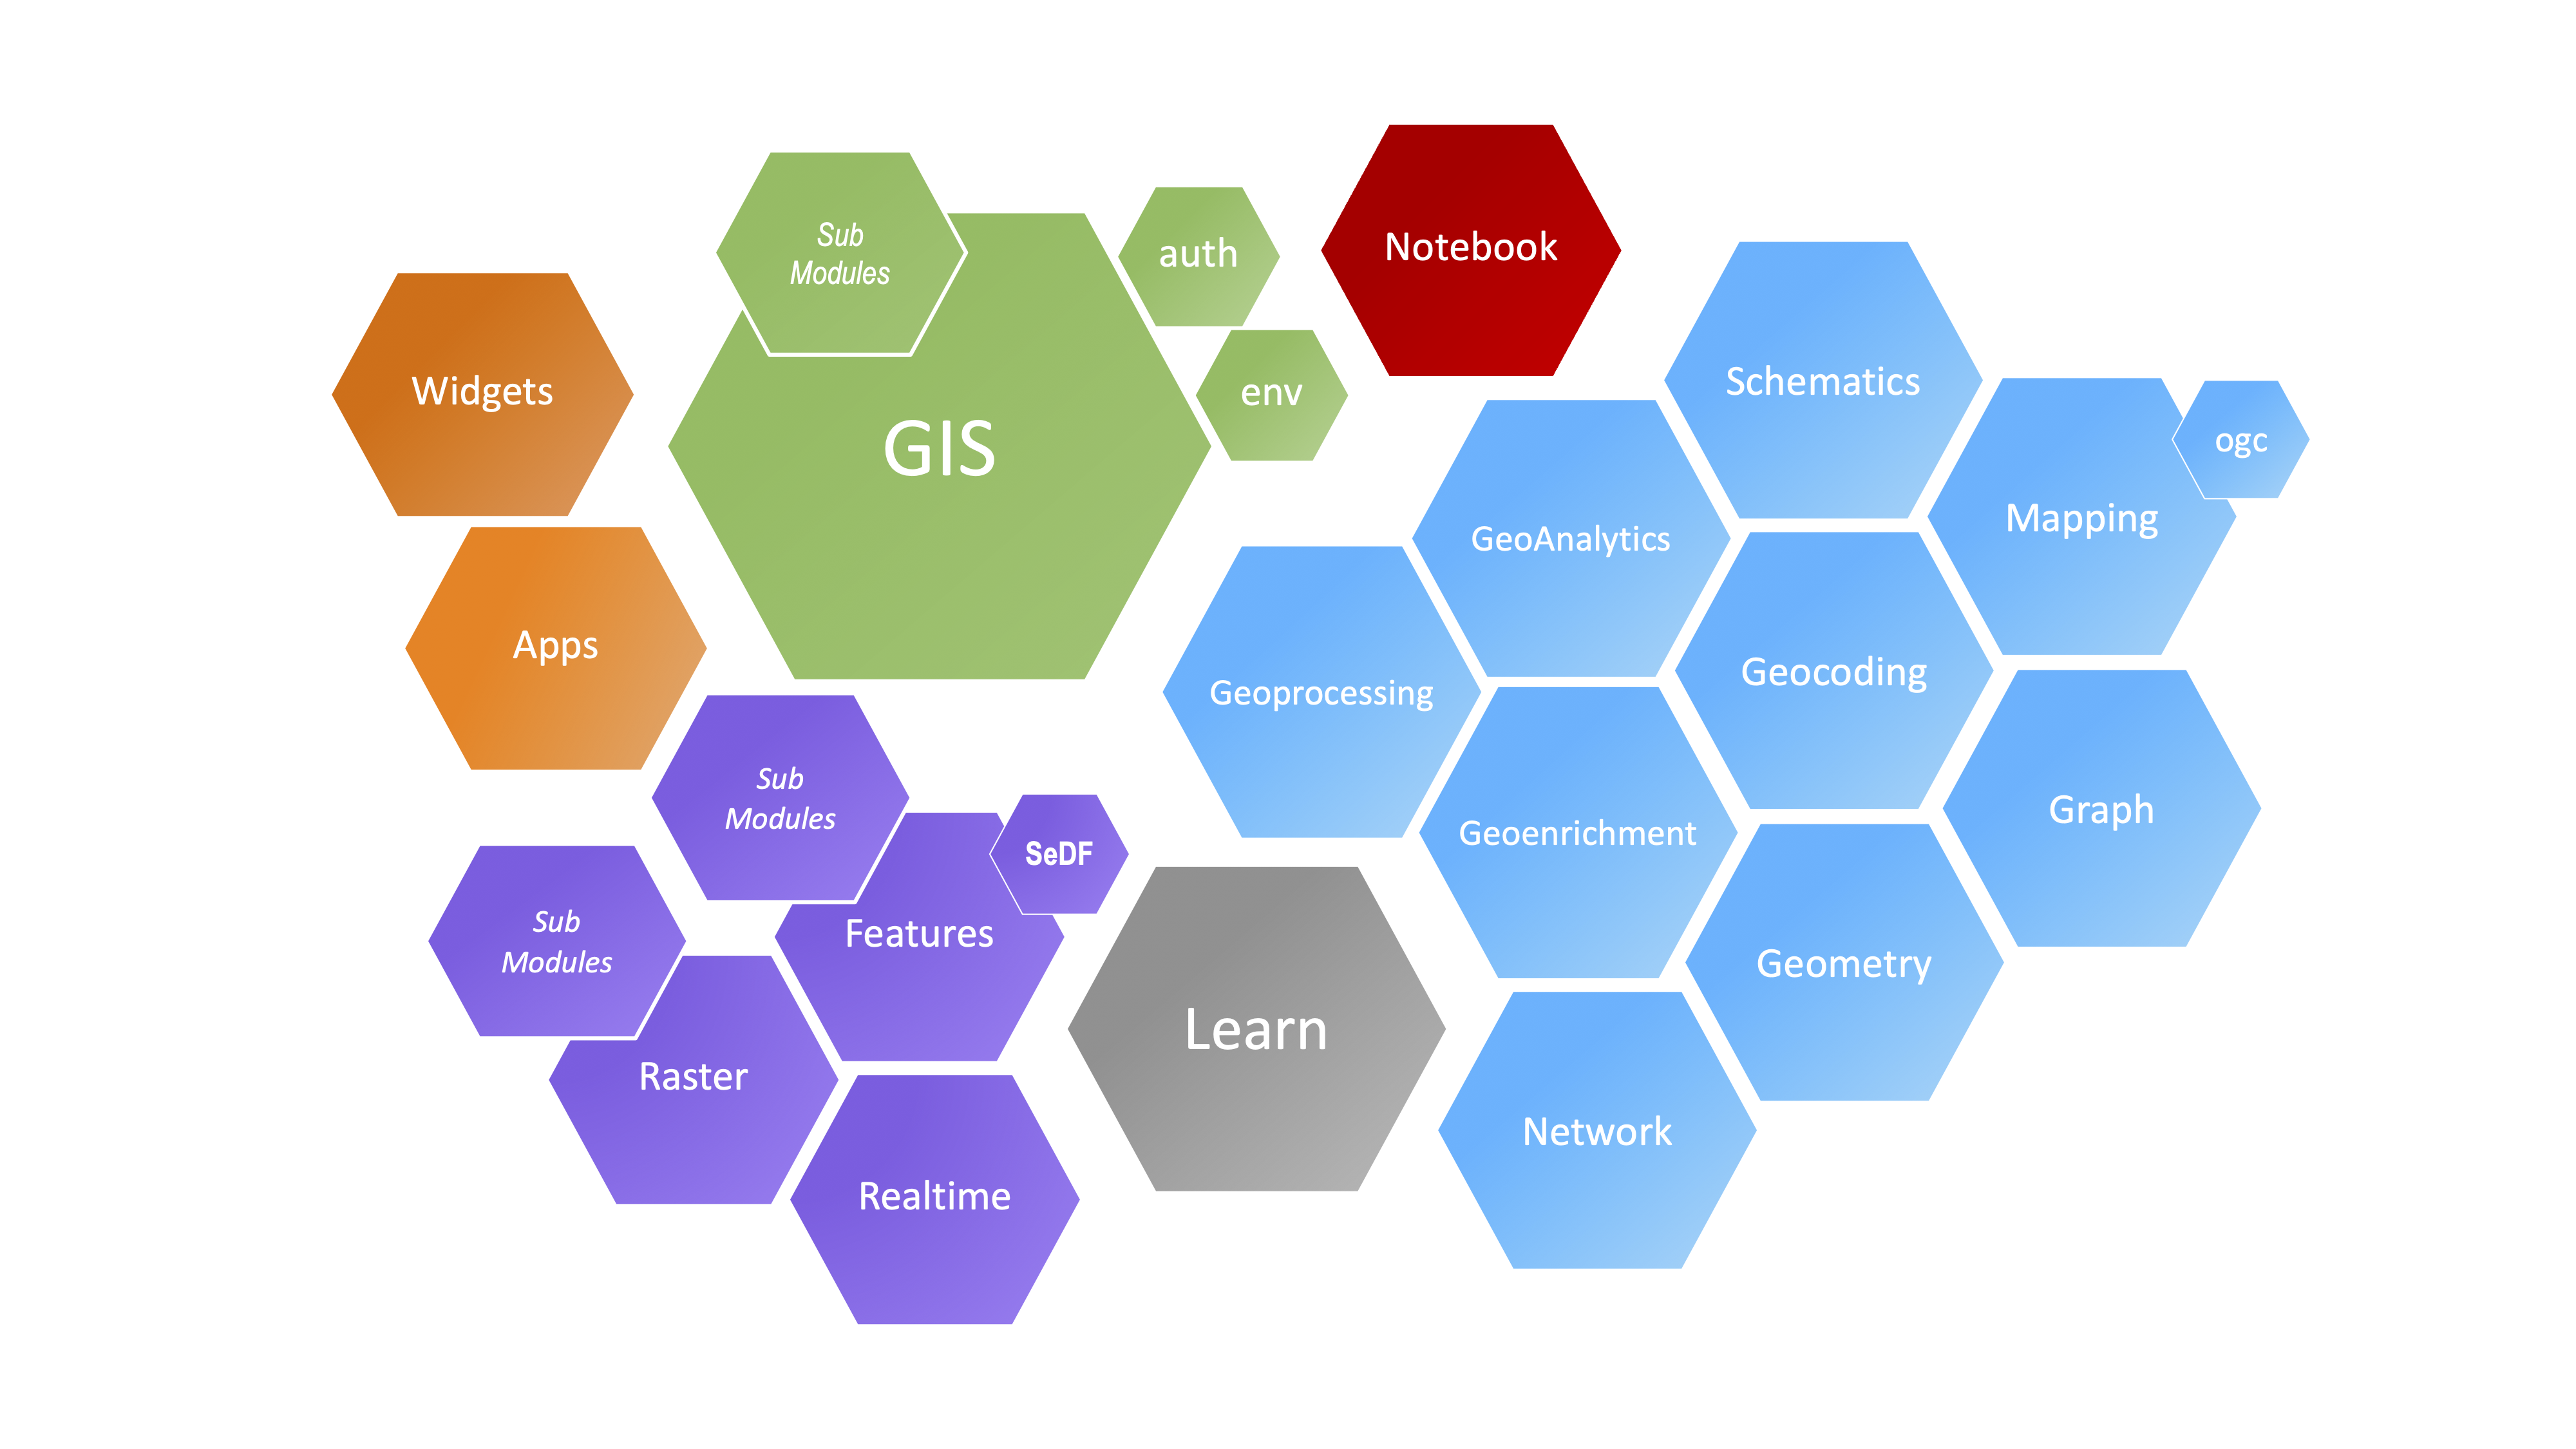 Sub
Modules
auth
Notebook
Widgets
GIS
env
Schematics
Mapping
ogc
GeoAnalytics
Apps
Geoprocessing
Geocoding
Sub
Modules
SeDF
Features
Geoenrichment
Graph
Sub
Modules
Raster
Learn
Geometry
Realtime
Network